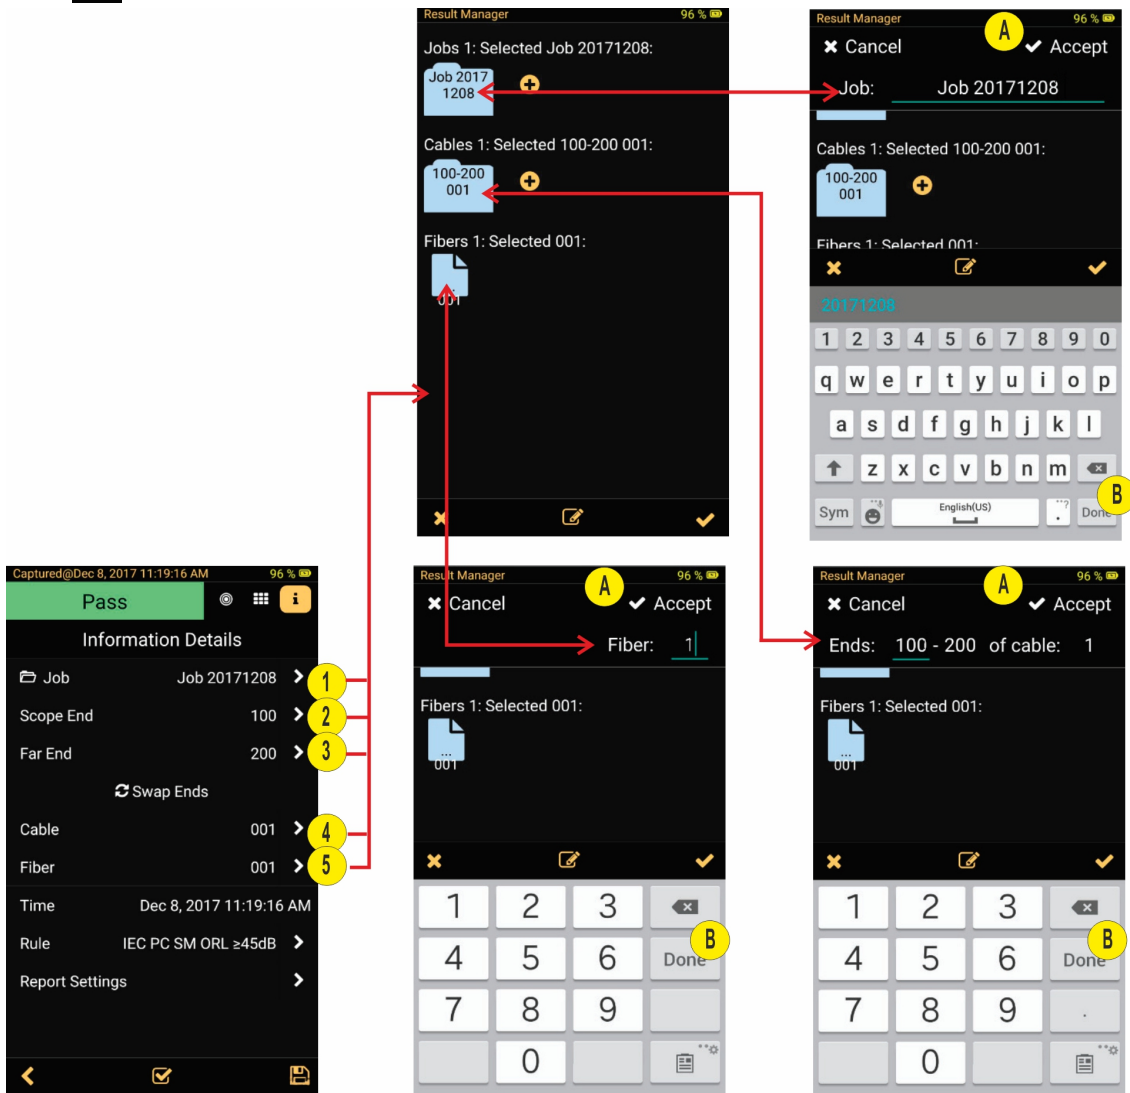 Result Manager 96 %
Jobs 1: Selected Job 20171208:
Job 2017
1208
Cables 1: Selected 100-200 001:
100-200
001
Fibers 1: Selected 001:
...
001
Result Manager 96 %
A
Cancel Accept
Job: Job 20171208
Cables 1: Selected 100-200 001:
100-200
001
Fibers 1: Selected 001:
20171208
1 2 3 4 5 6 7 8 9 0
q w e r t y u i o p
a s d f g h j k l
z x c v b n m
B
Sym English(US) . Done
Captured@Dec 8, 2017 11:19:16 AM 96 %
Pass i
Information Details
Job Job 20171208 1
Scope End 100 2
Far End 200 3
Swap Ends
Cable 001 4
Fiber 001 5
Time Dec 8, 2017 11:19:16 AM
Rule IEC PC SM ORL ≥45dB
Report Settings
Result Manager 96 %
A
Cancel Accept
Fiber: 1
Fibers 1: Selected 001:
...
001
1 2 3
B
4 5 6 Done
7 8 9
0
Result Manager 96 %
A
Cancel Accept
Ends: 100 - 200 of cable: 1
Fibers 1: Selected 001:
...
001
1 2 3
B
4 5 6 Done
7 8 9 .
0